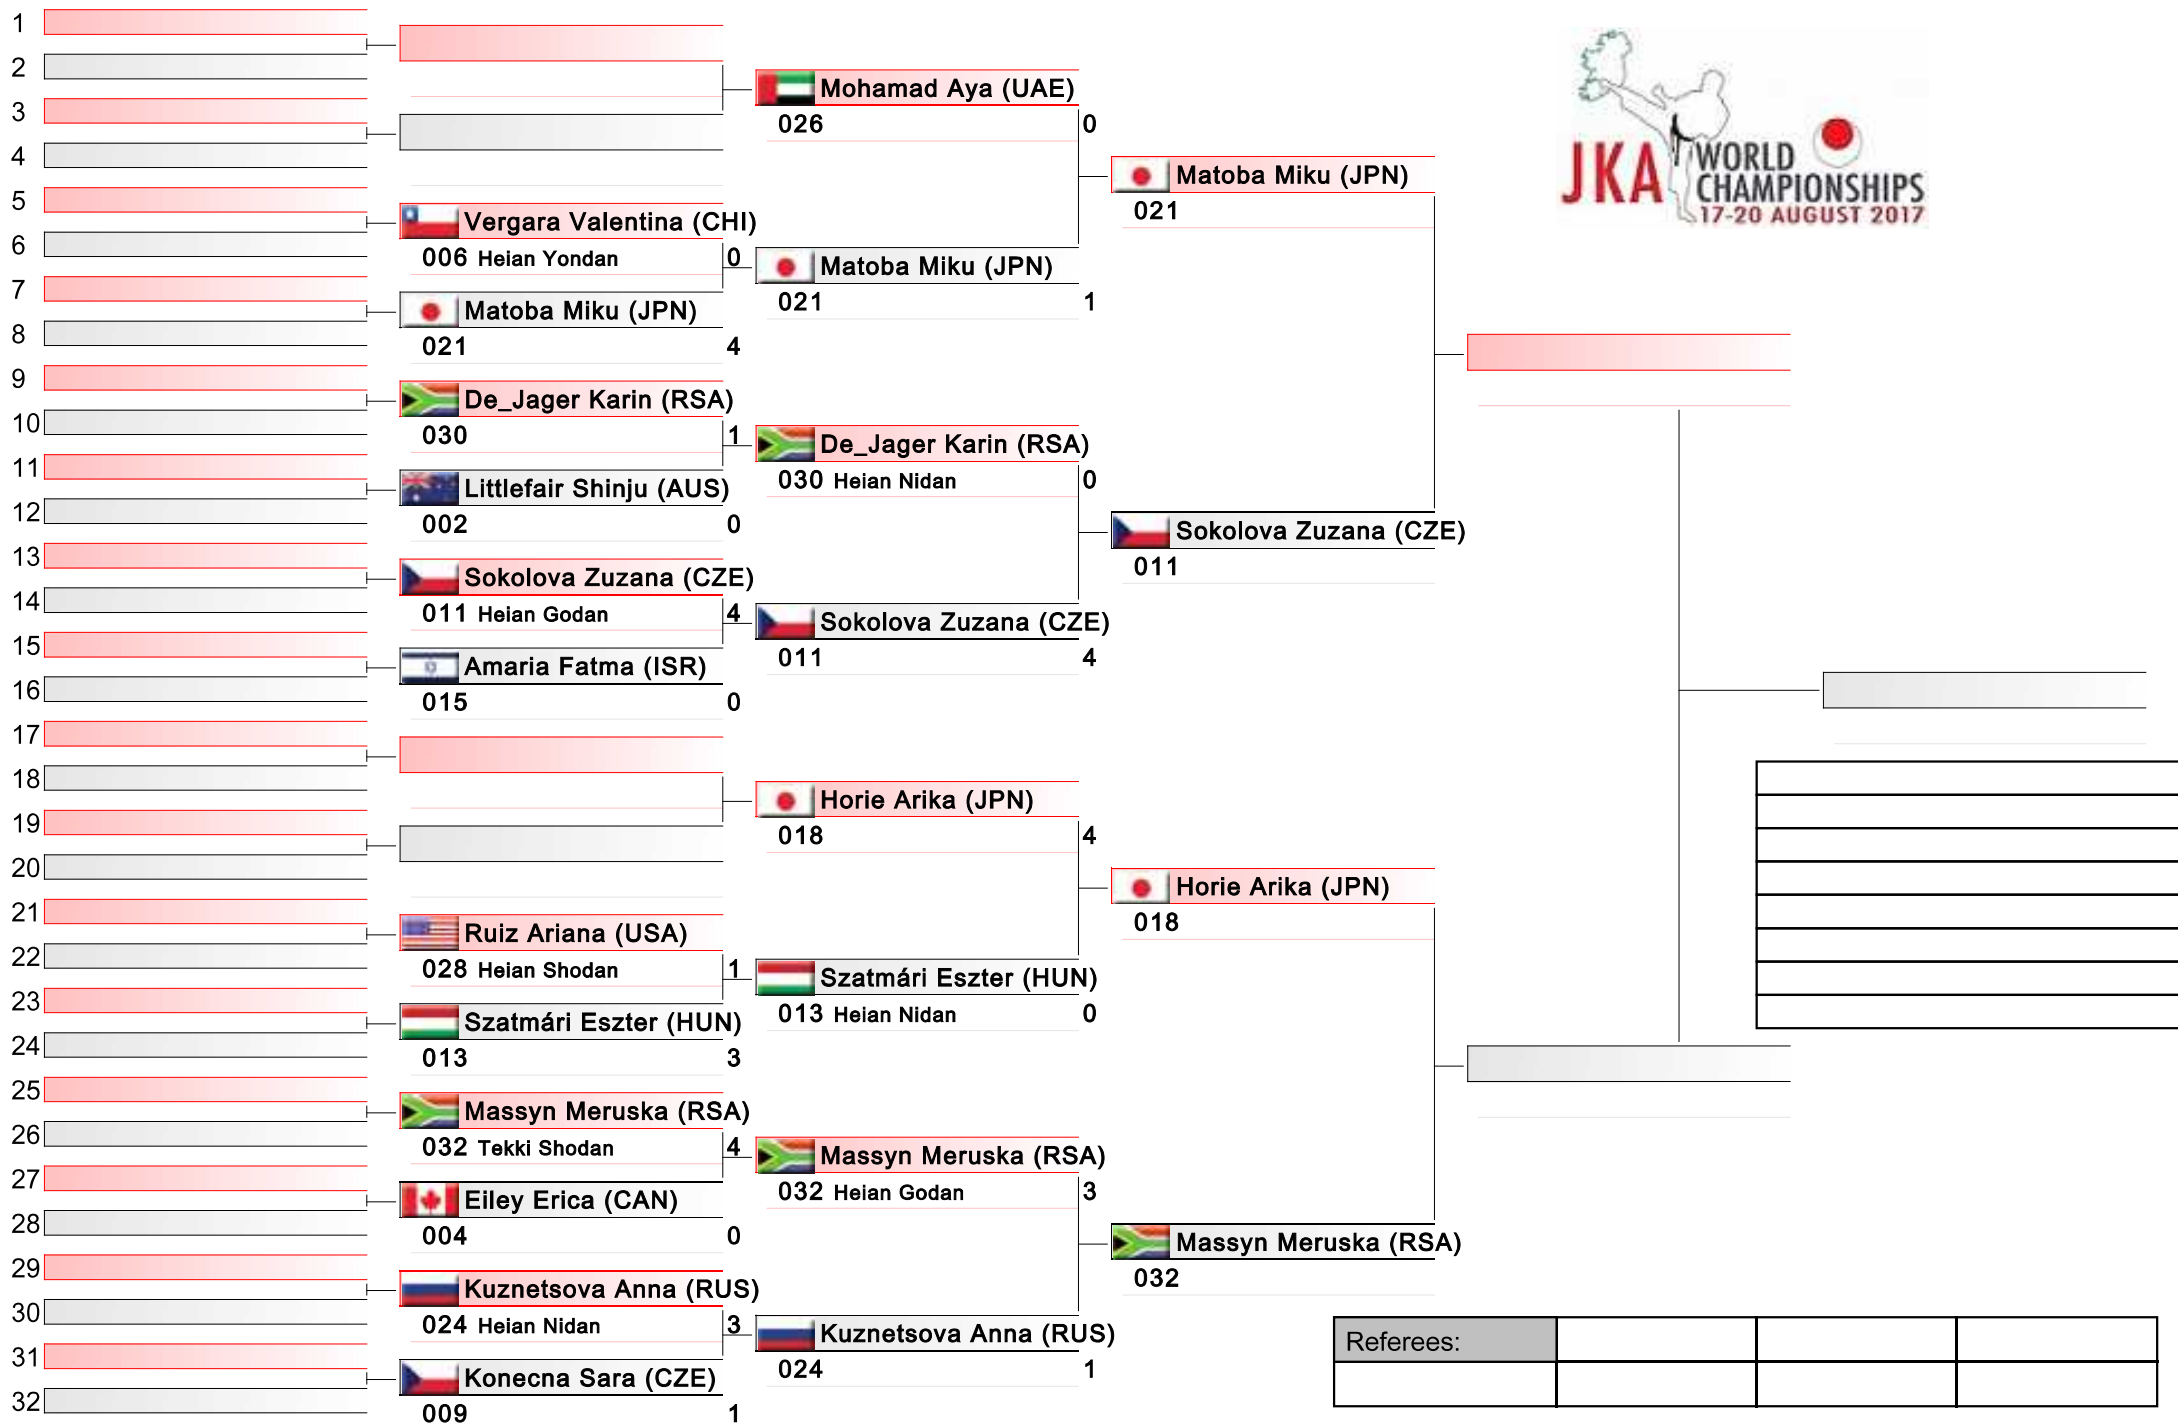 1
2
3
4
5
6
7
8
9
10
11
12
13
14
15
16
17
18
19
20
21
22
23
24
25
26
27
28
29
30
31
32
Vergara Valentina (CHI)
006 Heian Yondan 0
Matoba Miku (JPN)
021 4
De_Jager Karin (RSA)
030 1
Littlefair Shinju (AUS)
002 0
Sokolova Zuzana (CZE)
011 Heian Godan 4
Amaria Fatma (ISR)
015 0
Ruiz Ariana (USA)
028 Heian Shodan 1
Szatmári Eszter (HUN)
013 3
Massyn Meruska (RSA)
032 Tekki Shodan 4
Eiley Erica (CAN)
004 0
Kuznetsova Anna (RUS)
024 Heian Nidan 3
Konecna Sara (CZE)
009 1
Mohamad Aya (UAE)
026 0
Matoba Miku (JPN)
021 1
De_Jager Karin (RSA)
030 Heian Nidan 0
Sokolova Zuzana (CZE)
011 4
Horie Arika (JPN)
018 4
Szatmári Eszter (HUN)
013 Heian Nidan 0
Massyn Meruska (RSA)
032 Heian Godan 3
Kuznetsova Anna (RUS)
024 1
Matoba Miku (JPN)
021
Sokolova Zuzana (CZE)
011
Horie Arika (JPN)
018
Massyn Meruska (RSA)
032
JKA WORLD
CHAMPIONSHIPS
17-20 AUGUST 2017
Referees: